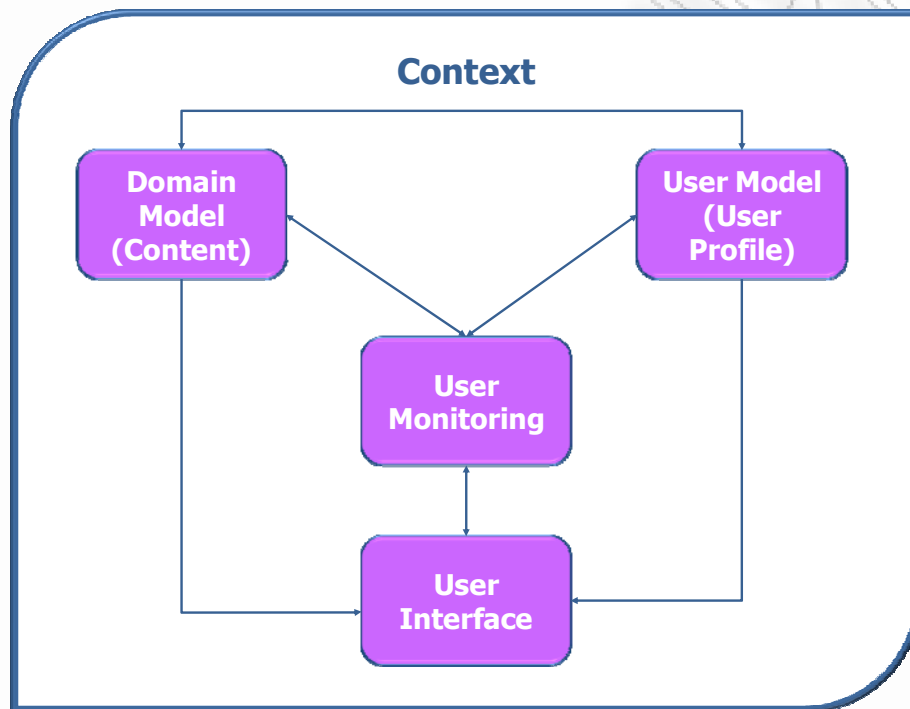 Context
Domain
Model
(Content)
User Model
(User
Profile)
User
Monitoring
User
Interface